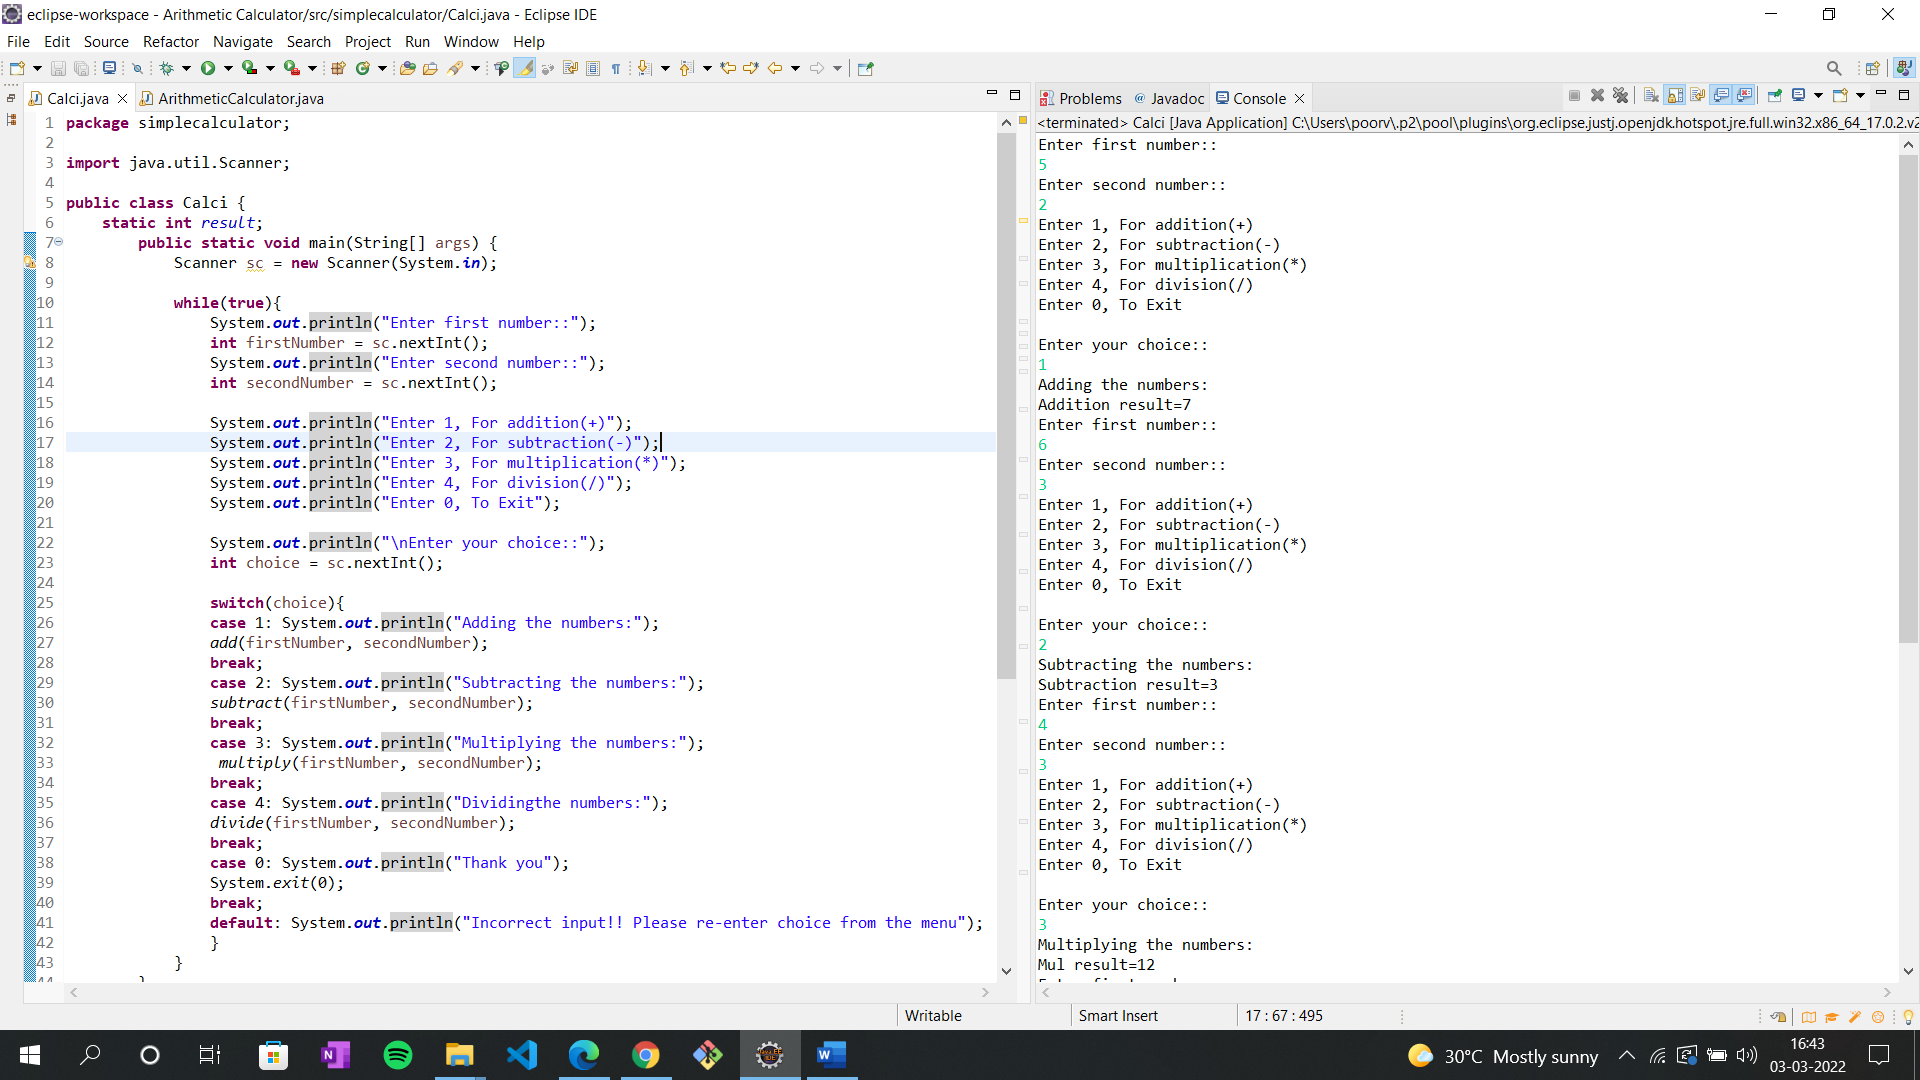 eclipse-workspace - Arithmetic Calculator/src/simplecalculator/Calci.java - Eclipse IDE
File Edit Source Refactor Navigate Search Project Run Window Help
Calci.java ArithmeticCalculator.java
1 package simplecalculator;
2
3 import java.util.Scanner;
4
5 public class Calci {
6 static int result;
7 public static void main(String[] args) {
8 Scanner sc = new Scanner(System.in);
9
10 while(true){
11 System.out.println("Enter first number::");
12 int firstNumber = sc.nextInt();
13 System.out.println("Enter second number::");
14 int secondNumber = sc.nextInt();
15
16 System.out.println("Enter 1, For addition(+)");
17 System.out.println("Enter 2, For subtraction(-)");
18 System.out.println("Enter 3, For multiplication(*)");
19 System.out.println("Enter 4, For division(/)");
20 System.out.println("Enter 0, To Exit");
21
22 System.out.println("\nEnter your choice::");
23 int choice = sc.nextInt();
24
25 switch(choice){
26 case 1: System.out.println("Adding the numbers:");
27 add(firstNumber, secondNumber);
28 break;
29 case 2: System.out.println("Subtracting the numbers:");
30 subtract(firstNumber, secondNumber);
31 break;
32 case 3: System.out.println("Multiplying the numbers:");
33 multiply(firstNumber, secondNumber);
34 break;
35 case 4: System.out.println("Dividingthe numbers:");
36 divide(firstNumber, secondNumber);
37 break;
38 case 0: System.out.println("Thank you");
39 System.exit(0);
40 break;
41 default: System.out.println("Incorrect input!! Please re-enter choice from the menu");
42 }
43 }
Problems @ Javadoc Console
<terminated> Calci [Java Application] C:\Users\poorv\.p2\pool\plugins\org.eclipse.justj.openjdk.hotspot.jre.full.win32.x86_64_17.0.2.v2
Enter first number::
5
Enter second number::
2
Enter 1, For addition(+)
Enter 2, For subtraction(-)
Enter 3, For multiplication(*)
Enter 4, For division(/)
Enter 0, To Exit
Enter your choice::
1
Adding the numbers:
Addition result=7
Enter first number::
6
Enter second number::
3
Enter 1, For addition(+)
Enter 2, For subtraction(-)
Enter 3, For multiplication(*)
Enter 4, For division(/)
Enter 0, To Exit
Enter your choice::
2
Subtracting the numbers:
Subtraction result=3
Enter first number::
4
Enter second number::
3
Enter 1, For addition(+)
Enter 2, For subtraction(-)
Enter 3, For multiplication(*)
Enter 4, For division(/)
Enter 0, To Exit
Enter your choice::
3
Multiplying the numbers:
Mul result=12
Writable Smart Insert 17 : 67 : 495
30°C Mostly sunny
16:43
03-03-2022